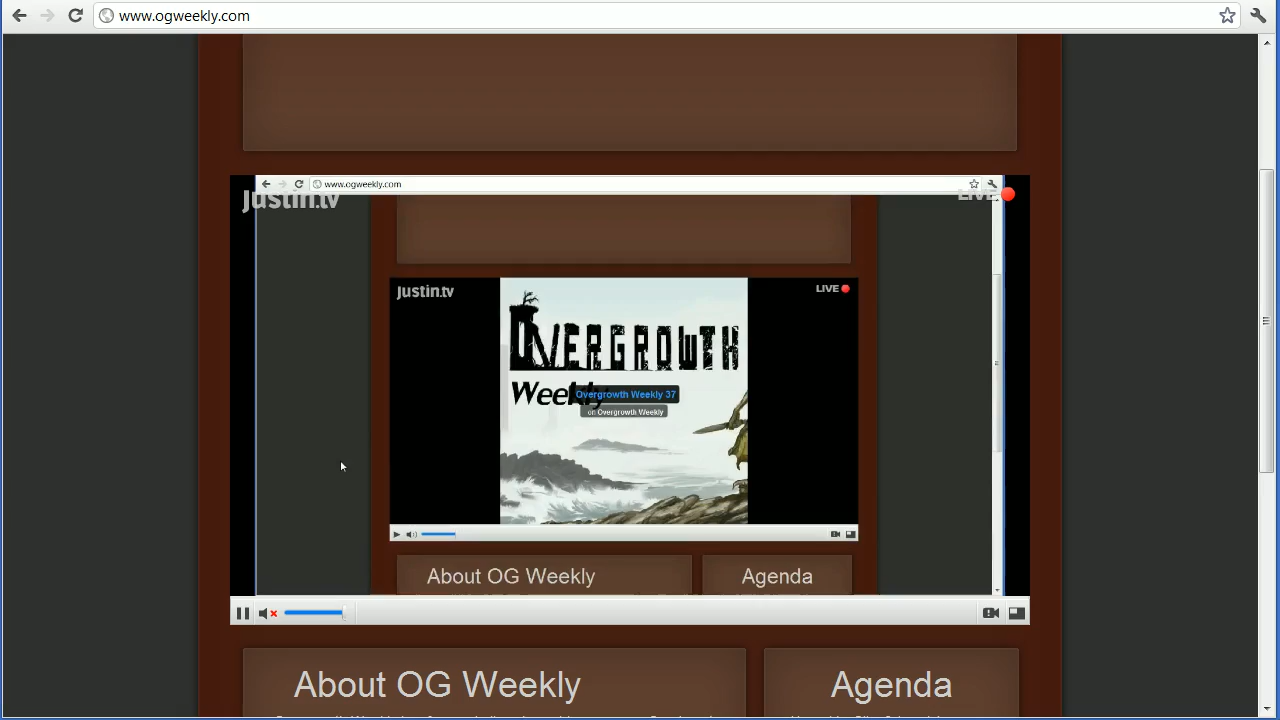 www.ogweekly.com
www.ogweekly.com
Justin.tv
LIVE
Justin.tv
LIVE
OVERGROWTH
Weekly
Overgrowth Weekly 37
on Overgrowth Weekly
About OG Weekly
Agenda
About OG Weekly
Agenda